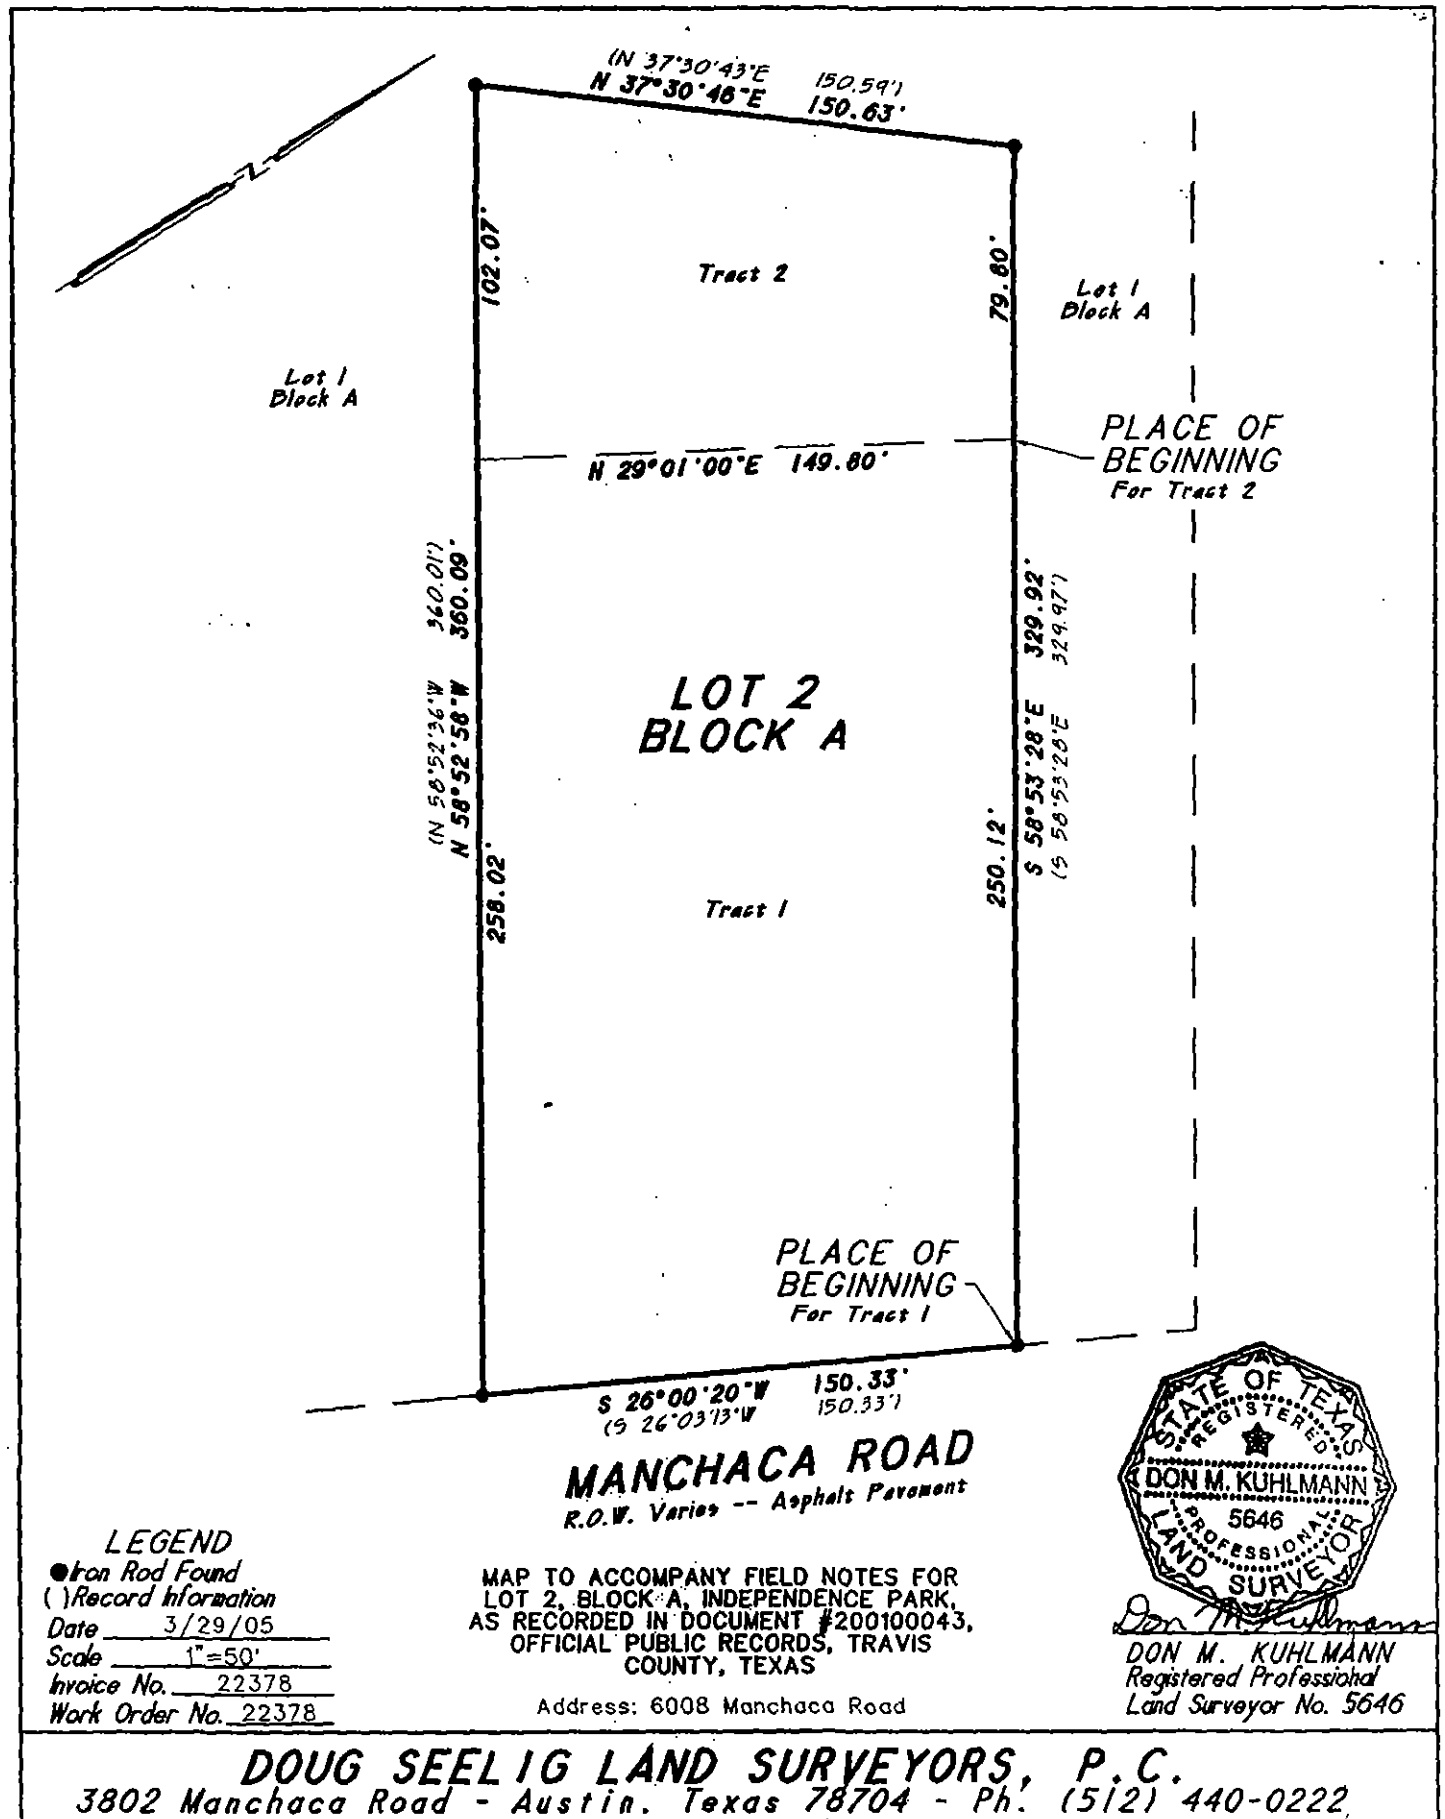 (N 37°30'43"E 150.59')
N 37°30'46"E 150.63'
N
102.07'
Tract 2
79.80'
Lot 1
Block A
Lot 1
Block A
PLACE OF
BEGINNING
For Tract 2
N 29°01'00"E 149.80'
(N 58°52'36"W 360.01')
N 58°52'58"W 360.09'
S 58°53'28"E 329.92'
(S 58°53'28"E 329.97')
LOT 2
BLOCK A
258.02'
250.12'
Tract 1
PLACE OF
BEGINNING
For Tract 1
S 26°00'20"W 150.33'
(S 26°03'13"W 150.33')
MANCHACA ROAD
R.O.W. Varies -- Asphalt Pavement
STATE OF TEXAS
REGISTERED
DON M. KUHLMANN
5646
PROFESSIONAL
LAND SURVEYOR
Don M. Kuhlmann
DON M. KUHLMANN
Registered Professional
Land Surveyor No. 5646
LEGEND
●Iron Rod Found
( )Record Information
Date 3/29/05
Scale 1"=50'
Invoice No. 22378
Work Order No. 22378
MAP TO ACCOMPANY FIELD NOTES FOR
LOT 2, BLOCK A, INDEPENDENCE PARK,
AS RECORDED IN DOCUMENT #200100043,
OFFICIAL PUBLIC RECORDS, TRAVIS
COUNTY, TEXAS
Address: 6008 Manchaca Road
DOUG SEELIG LAND SURVEYORS, P.C.
3802 Manchaca Road - Austin. Texas 78704 - Ph. (512) 440-0222